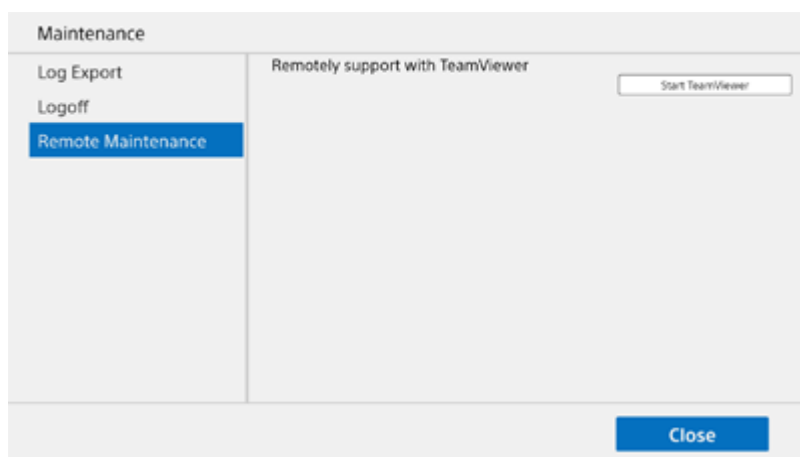 Maintenance
Log Export
Logoff
Remote Maintenance
Remotely support with TeamViewer
Start TeamViewer
Close